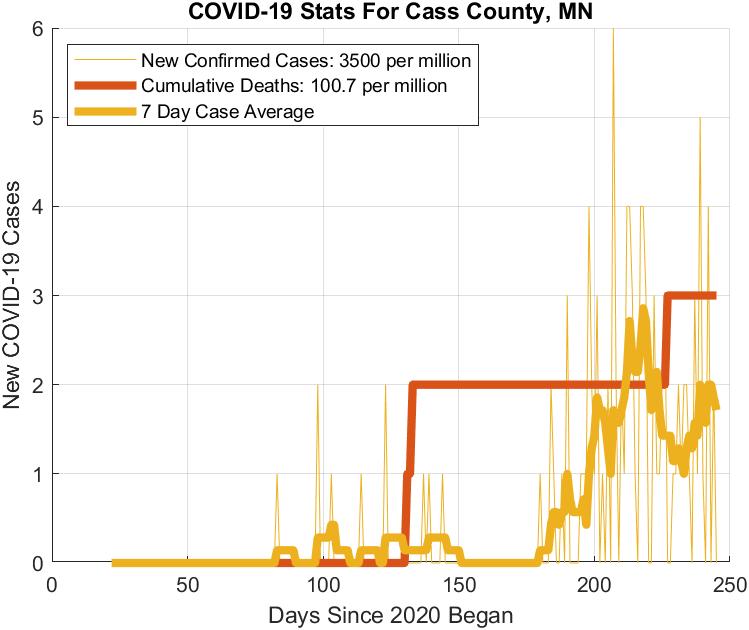 COVID-19 Stats For Cass County, MN
New Confirmed Cases: 3500 per million
Cumulative Deaths: 100.7 per million
7 Day Case Average
New COVID-19 Cases
6
5
4
3
2
1
0
0 50 100 150 200 250
Days Since 2020 Began